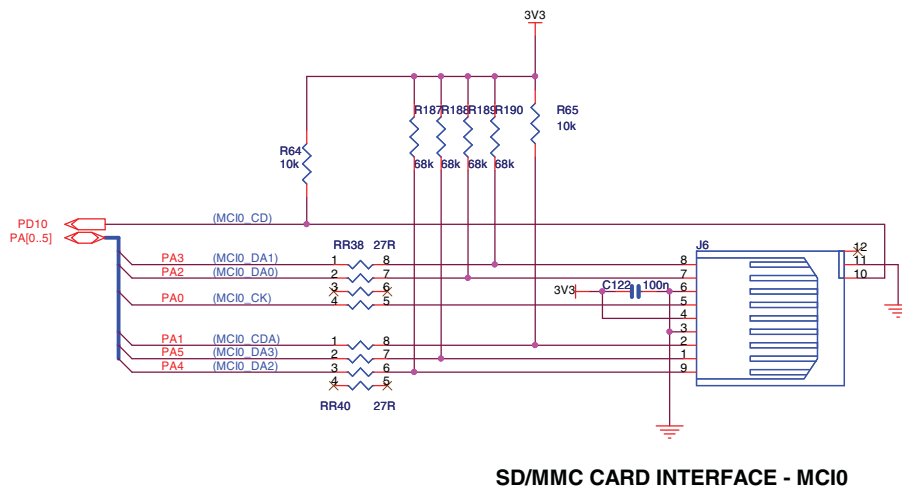 3V3
R187 R188 R189 R190 R65
10k
R64
10k
68k 68k 68k 68k
PD10 (MCI0_CD)
PA[0..5]
RR38 27R
J6
12
11
10
PA3 (MCI0_DA1) 1 8 8
PA2 (MCI0_DA0) 2 7 7
3 6 6
PA0 (MCI0_CK) 4 5 5
3V3 C122 100n
4
3
PA1 (MCI0_CDA) 1 8 2
PA5 (MCI0_DA3) 2 7 1
PA4 (MCI0_DA2) 3 6 9
4 5
RR40 27R
SD/MMC CARD INTERFACE - MCI0